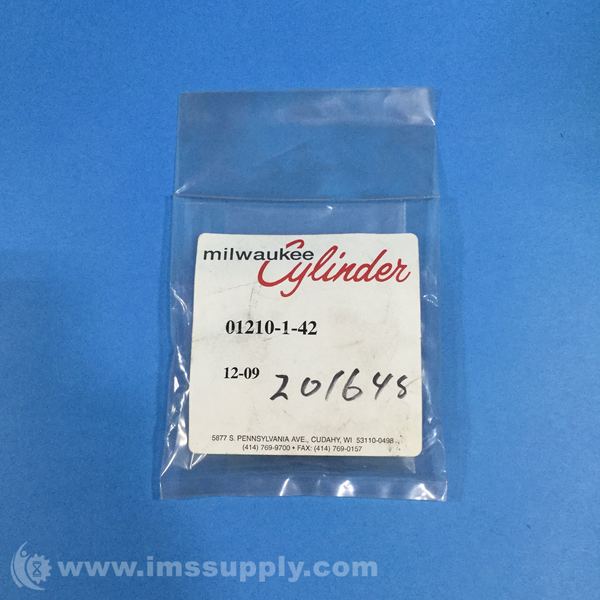 milwaukee Cylinder
01210-1-42
12-09 201648
5877 S. PENNSYLVANIA AVE., CUDAHY, WI 53110-0498
(414) 769-9700 • FAX: (414) 769-0157
www.imssupply.com